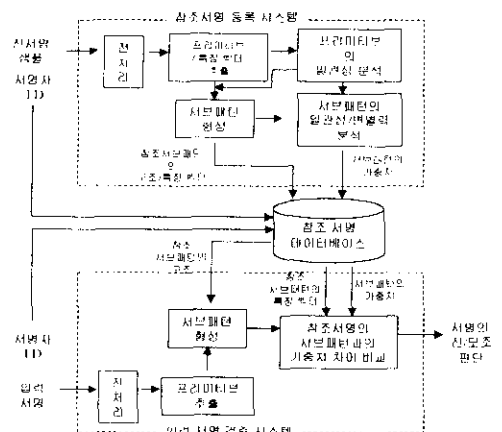 참조서명 등록 시스템
진서명
샘플
서명자
ID
전
처
리
프리미티브
/특징 벡터
추출
프리미티브의
일관성 분석
서브패턴
형성
서브패턴의
일관성/변별력
분석
참조서브패턴
의
구조/특징 벡터
서브패턴의
가중치
참조 서명
데이터베이스
참조
서브패턴의
구조
참조
서브패턴의
특징 벡터
서브패턴의
가중치
서브패턴
형성
참조서명의
서브패턴과의
가중치 차이 비교
서명의
진/모조
판단
서명자
ID
입력
서명
전
처
리
프리미티브
추출
입력 서명 검증 시스템